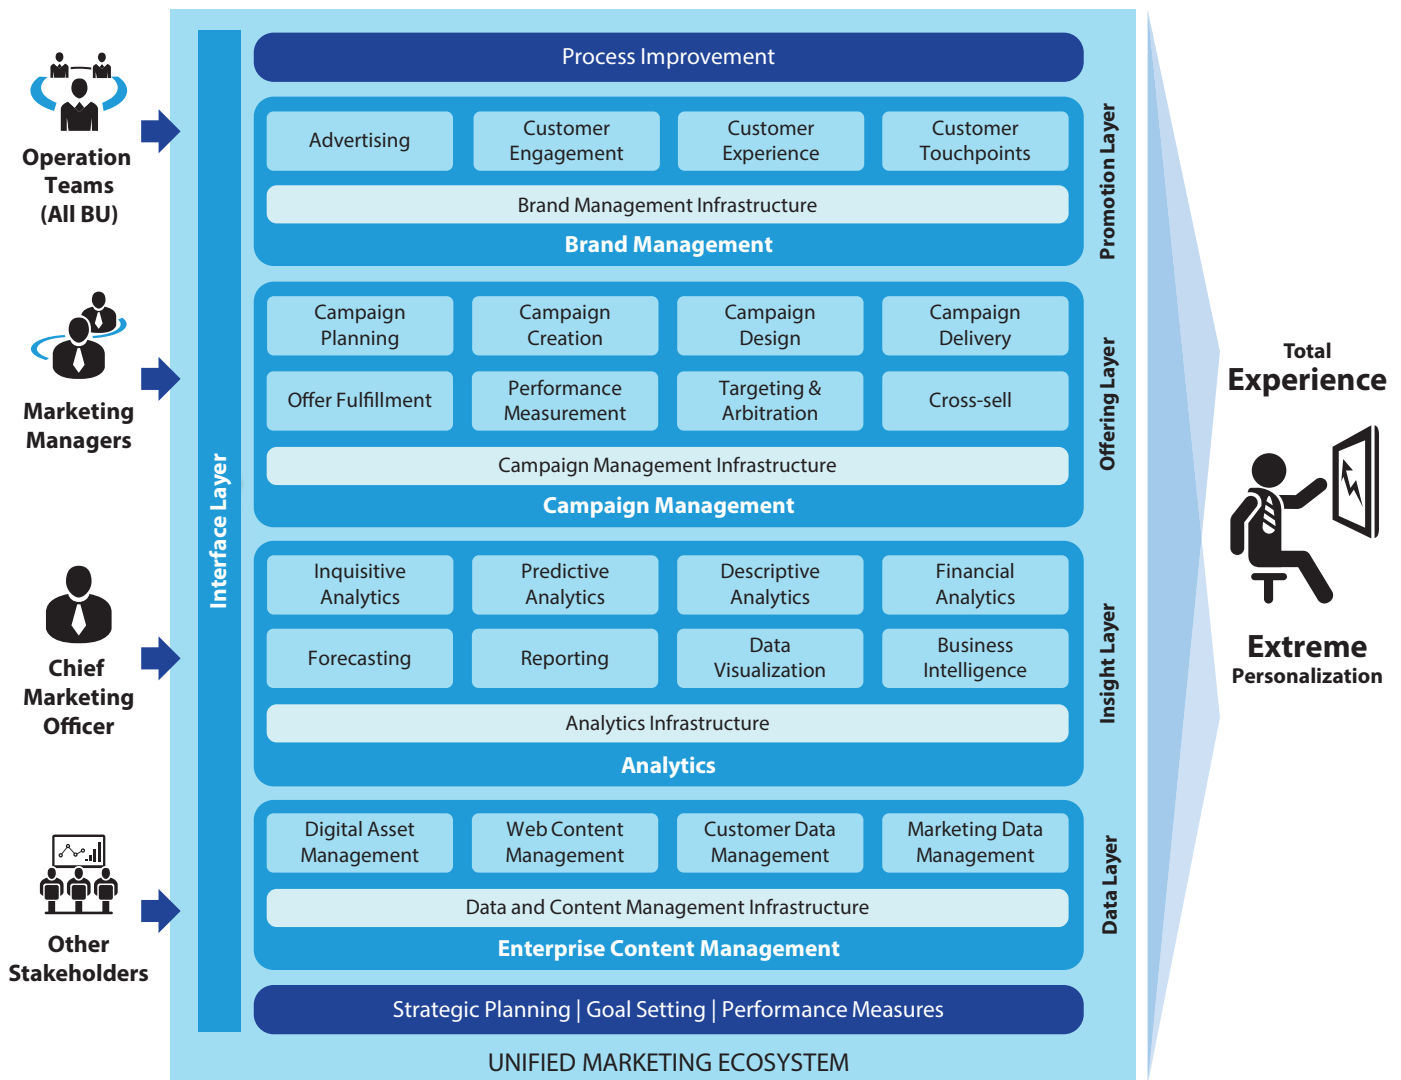 Operation
Teams
(All BU)
Marketing
Managers
Chief
Marketing
Officer
Other
Stakeholders
Interface Layer
Process Improvement
Advertising
Customer
Engagement
Customer
Experience
Customer
Touchpoints
Brand Management Infrastructure
Brand Management
Promotion Layer
Campaign
Planning
Campaign
Creation
Campaign
Design
Campaign
Delivery
Offer Fulfillment
Performance
Measurement
Targeting &
Arbitration
Cross-sell
Campaign Management Infrastructure
Campaign Management
Offering Layer
Inquisitive
Analytics
Predictive
Analytics
Descriptive
Analytics
Financial
Analytics
Forecasting
Reporting
Data
Visualization
Business
Intelligence
Analytics Infrastructure
Analytics
Insight Layer
Digital Asset
Management
Web Content
Management
Customer Data
Management
Marketing Data
Management
Data and Content Management Infrastructure
Enterprise Content Management
Data Layer
Strategic Planning | Goal Setting | Performance Measures
UNIFIED MARKETING ECOSYSTEM
Total
Experience
Extreme
Personalization